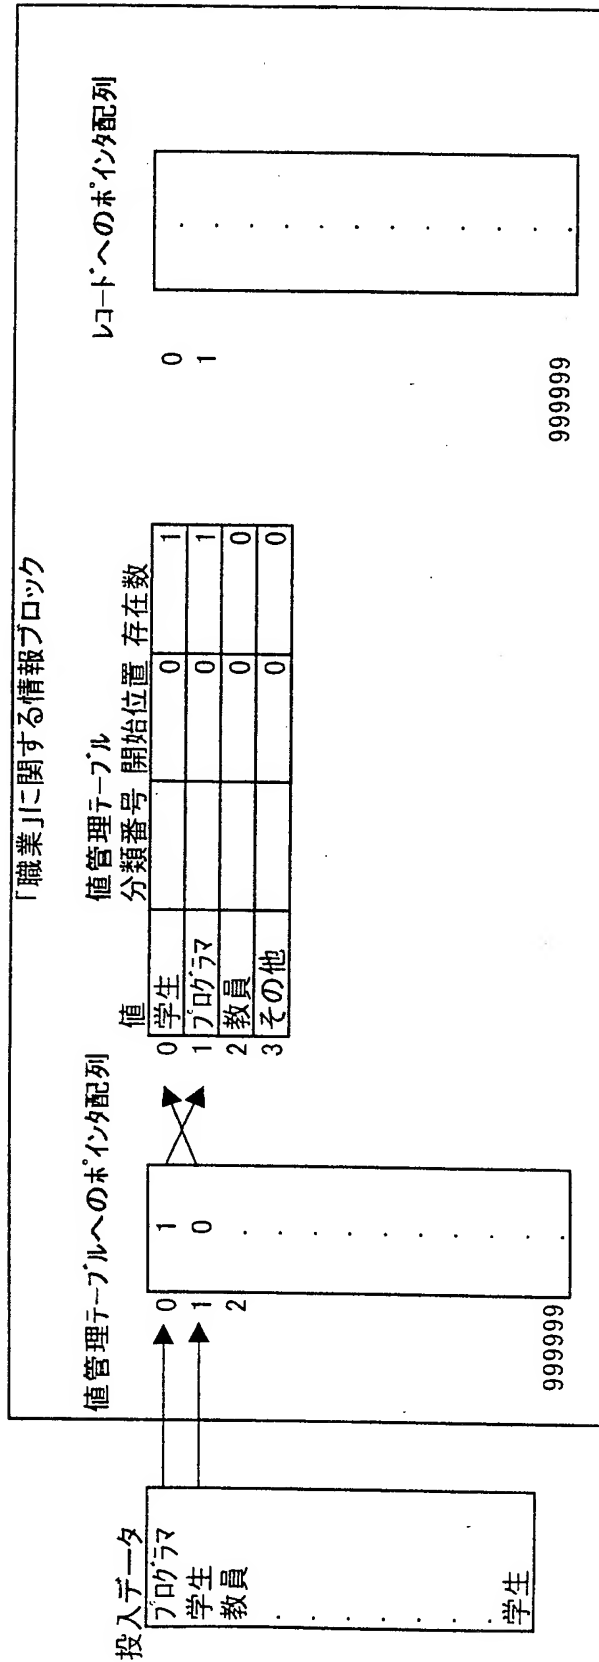 「職業」に関する情報ブロック
投入データ
プログラマ
学生
教員
学生
値管理テーブルへのポインタ配列
0 1
1 0
2
999999
値管理テーブル
値 分類番号 開始位置 存在数
0 学生 0 1
1 プログラマ 0 1
2 教員 0 0
3 その他 0 0
レコードへのポインタ配列
0
1
999999